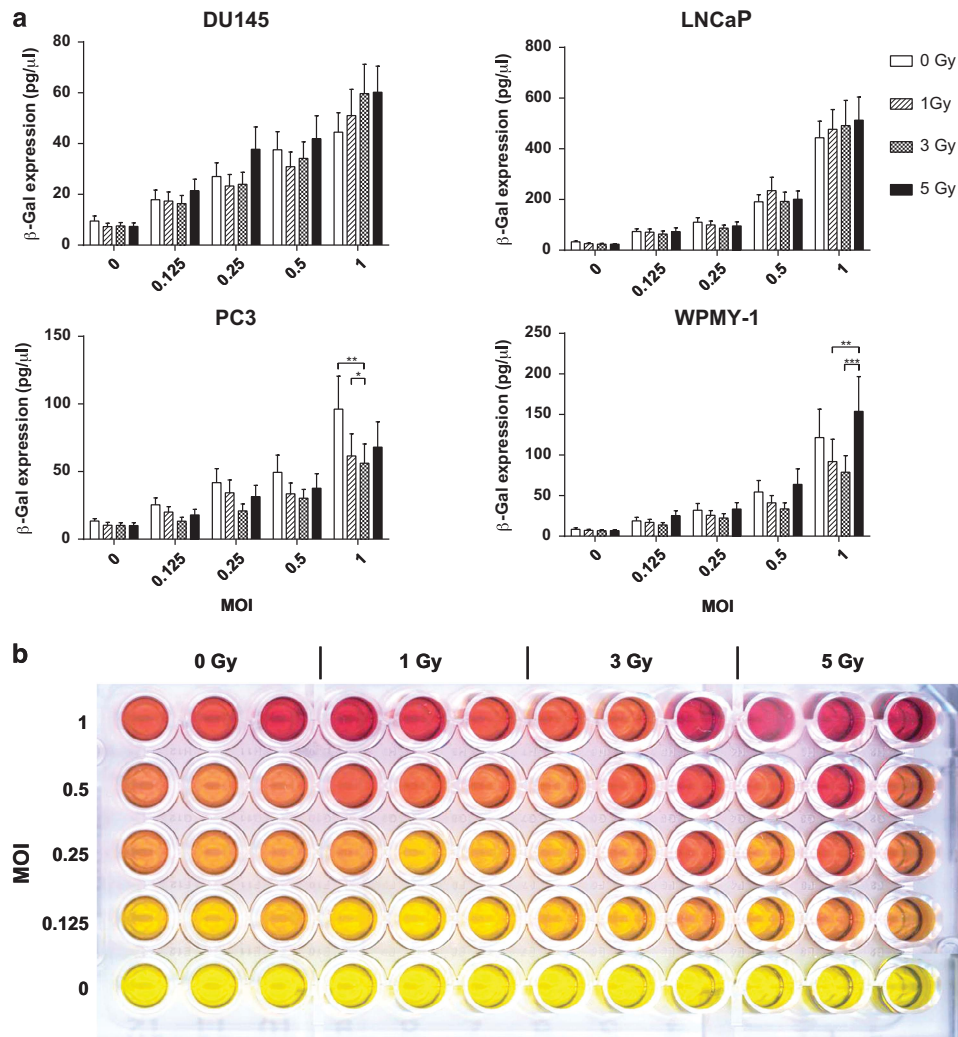 a
DU145
β-Gal expression (pg/μl)
80
60
40
20
0
0
0.125
0.25
0.5
1
LNCaP
β-Gal expression (pg/μl)
800
600
400
200
0
0
0.125
0.25
0.5
1
0 Gy
1Gy
3 Gy
5 Gy
PC3
β-Gal expression (pg/μl)
150
100
50
0
**
*
0
0.125
0.25
0.5
1
MOI
WPMY-1
β-Gal expression (pg/μl)
250
200
150
100
50
0
**
***
0
0.125
0.25
0.5
1
MOI
b
0 Gy | 1 Gy | 3 Gy | 5 Gy
MOI
1
0.5
0.25
0.125
0